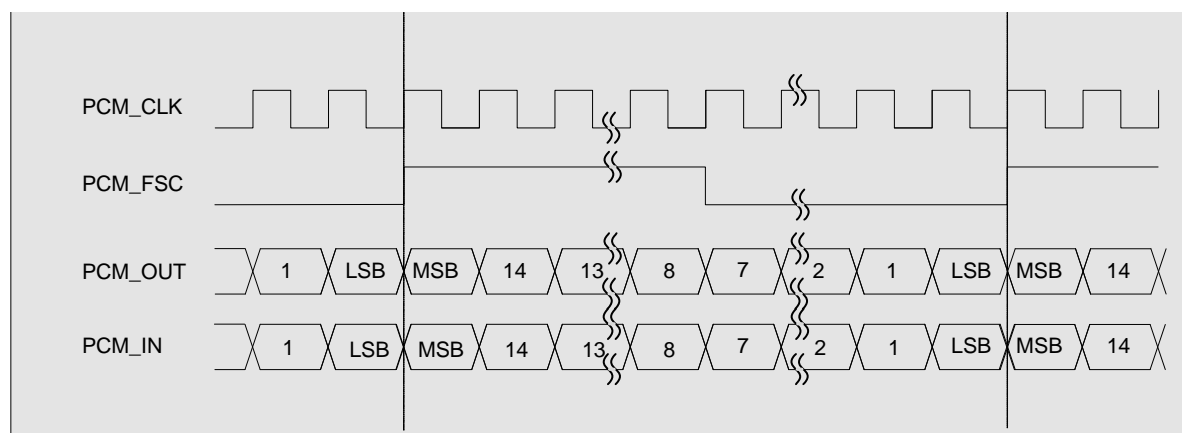 PCM_CLK
PCM_FSC
PCM_OUT 1 LSB MSB 14 13 8 7 2 1 LSB MSB 14
PCM_IN 1 LSB MSB 14 13 8 7 2 1 LSB MSB 14